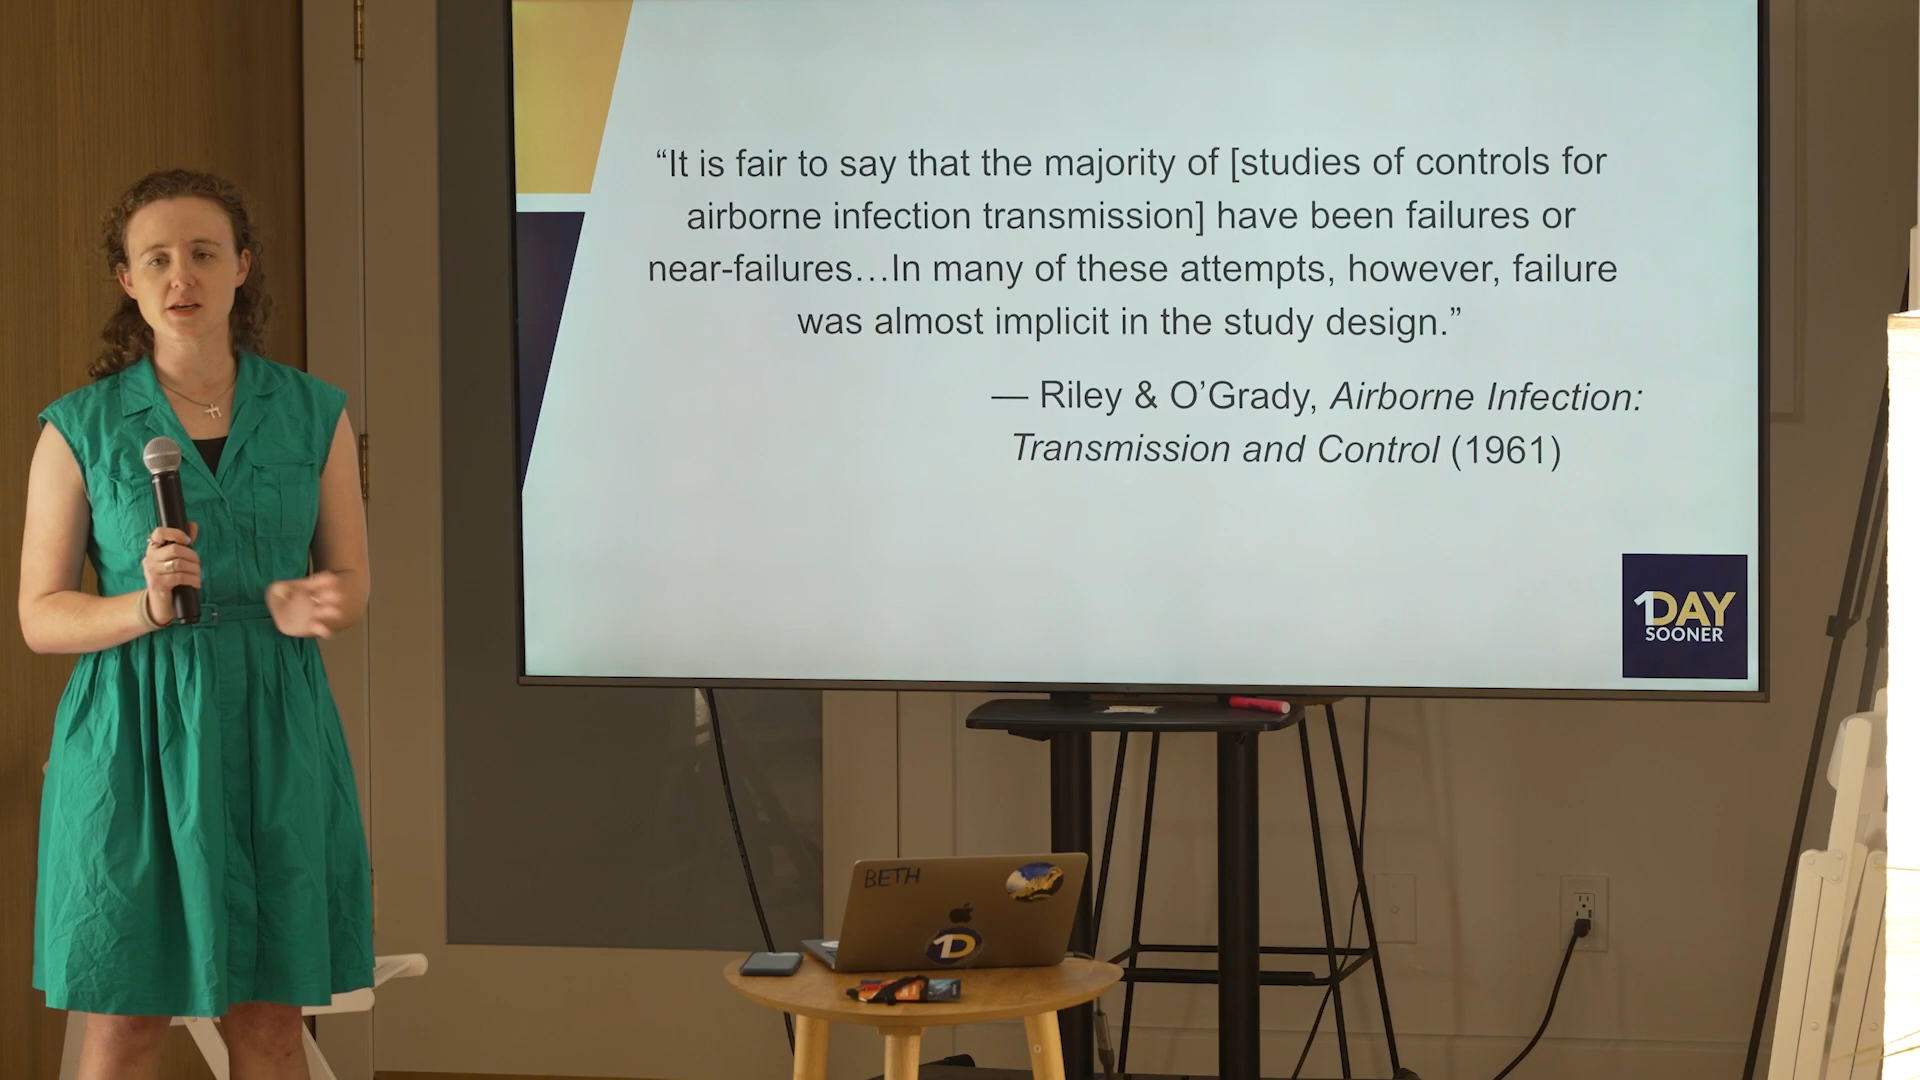 “It is fair to say that the majority of [studies of controls for
airborne infection transmission] have been failures or
near-failures…In many of these attempts, however, failure
was almost implicit in the study design.”
— Riley & O’Grady, Airborne Infection:
Transmission and Control (1961)
1DAY
SOONER
BETH
1D